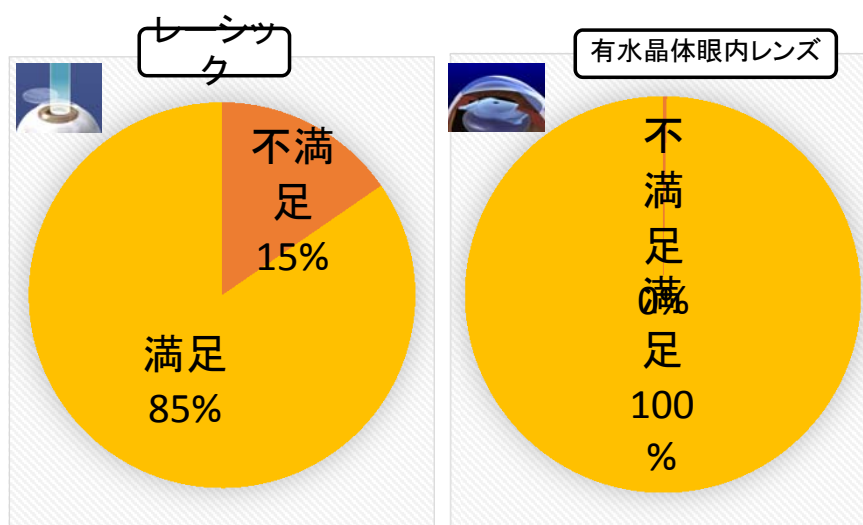 レーシッ
ク
不満
足
15%
満足
85%
有水晶体眼内レンズ
不
満
足
0%
満
足
100
%